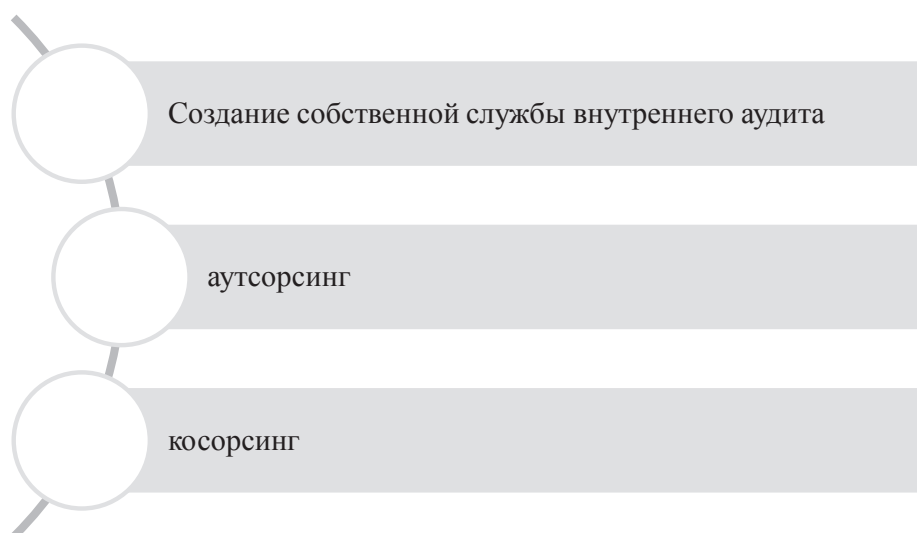 Создание собственной службы внутреннего аудита
аутсорсинг
косорсинг